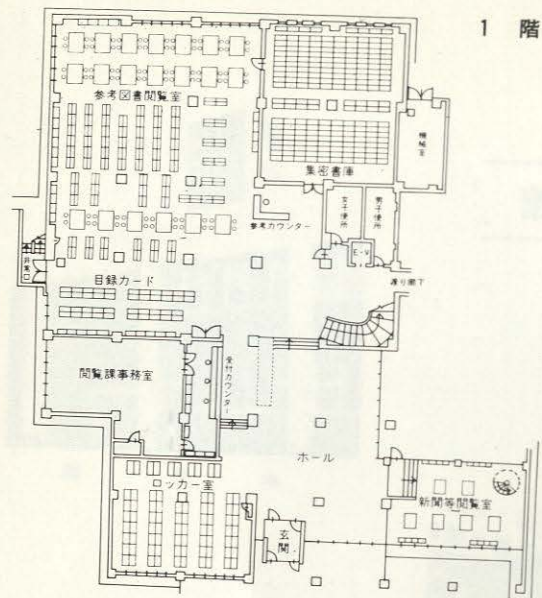 1 階
参考図書閲覧室
集密書庫
機械室
参考カウンター
女子便所
男子便所
E-V
非常口
目録カード
渡り廊下
閲覧課事務室
受付カウンター
ホール
ロッカー室
新聞等閲覧室
玄関